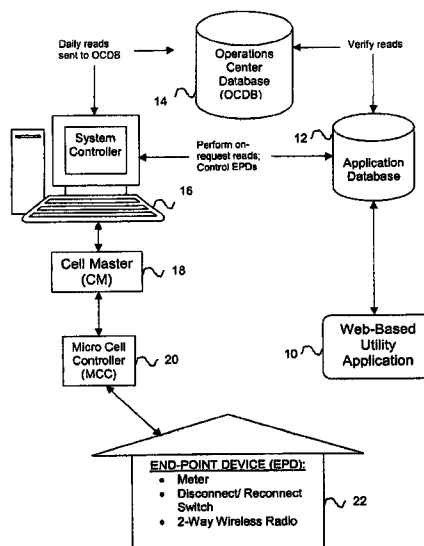 Daily reads
sent to OCDB
Operations
Center
Database
(OCDB)
14
Verify reads
12
System
Controller
Perform on-
request reads;
Control EPDs
Application
Database
16
Cell Master
(CM)
18
Micro Cell
Controller
(MCC)
20
10
Web-Based
Utility
Application
END-POINT DEVICE (EPD):
• Meter
• Disconnect/ Reconnect
Switch
• 2-Way Wireless Radio
22